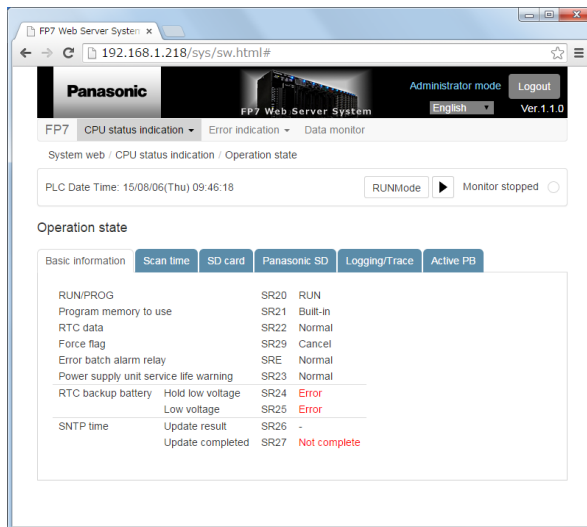 FP7 Web Server System ×
192.168.1.218/sys/sw.html#
Panasonic
FP7 Web Server System
Administrator mode
Logout
English
Ver.1.1.0
FP7 CPU status indication Error indication Data monitor
System web / CPU status indication / Operation state
PLC Date Time: 15/08/06(Thu) 09:46:18 RUNMode Monitor stopped
Operation state
Basic information Scan time SD card Panasonic SD Logging/Trace Active PB
RUN/PROG SR20 RUN
Program memory to use SR21 Built-in
RTC data SR22 Normal
Force flag SR29 Cancel
Error batch alarm relay SRE Normal
Power supply unit service life warning SR23 Normal
RTC backup battery Hold low voltage SR24 Error
Low voltage SR25 Error
SNTP time Update result SR26 -
Update completed SR27 Not complete